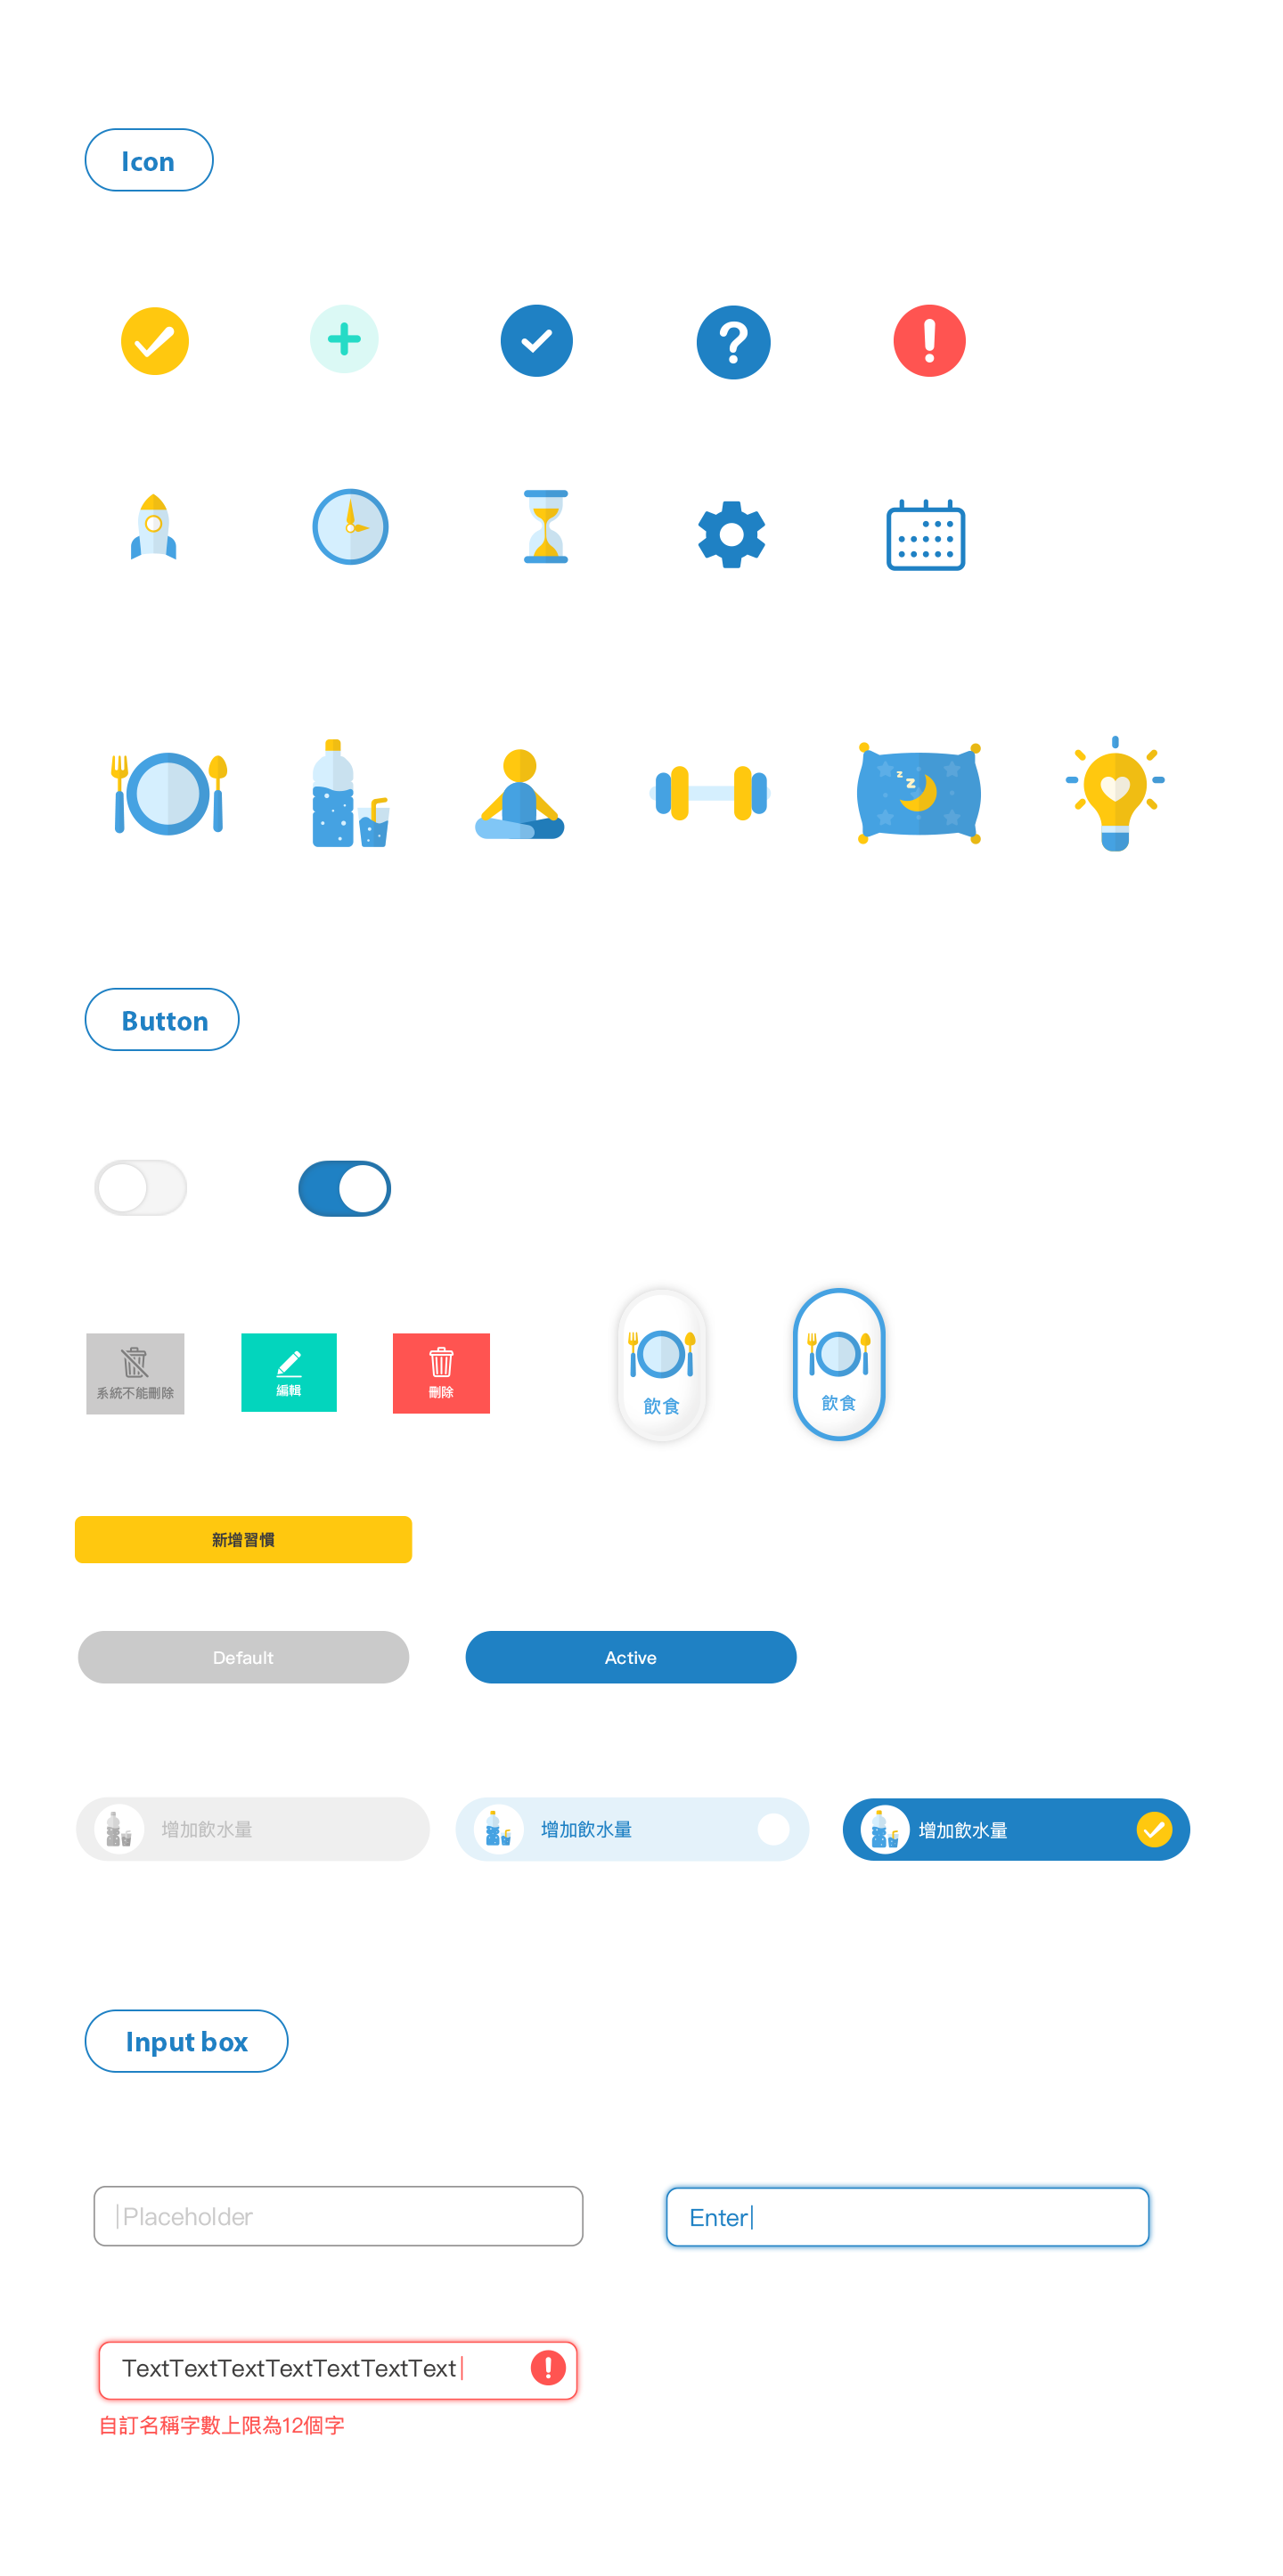 Icon
Button
系統不能刪除
編輯
刪除
飲食
飲食
新增習慣
Default
Active
增加飲水量
增加飲水量
增加飲水量
Input box
Placeholder
Enter
TextTextTextTextTextTextText
自訂名稱字數上限為12個字